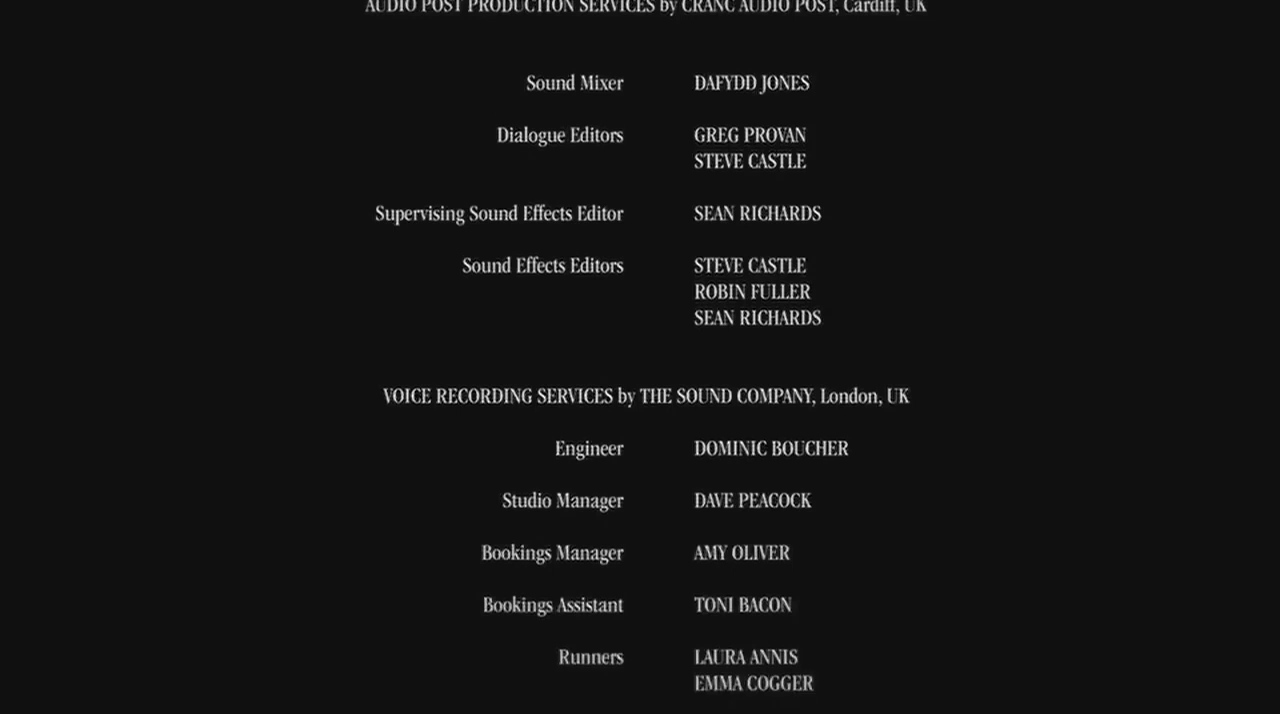 AUDIO POST PRODUCTION SERVICES by CRANC AUDIO POST, Cardiff, UK
Sound Mixer DAFYDD JONES
Dialogue Editors GREG PROVAN
STEVE CASTLE
Supervising Sound Effects Editor SEAN RICHARDS
Sound Effects Editors STEVE CASTLE
ROBIN FULLER
SEAN RICHARDS
VOICE RECORDING SERVICES by THE SOUND COMPANY, London, UK
Engineer DOMINIC BOUCHER
Studio Manager DAVE PEACOCK
Bookings Manager AMY OLIVER
Bookings Assistant TONI BACON
Runners LAURA ANNIS
EMMA COGGER